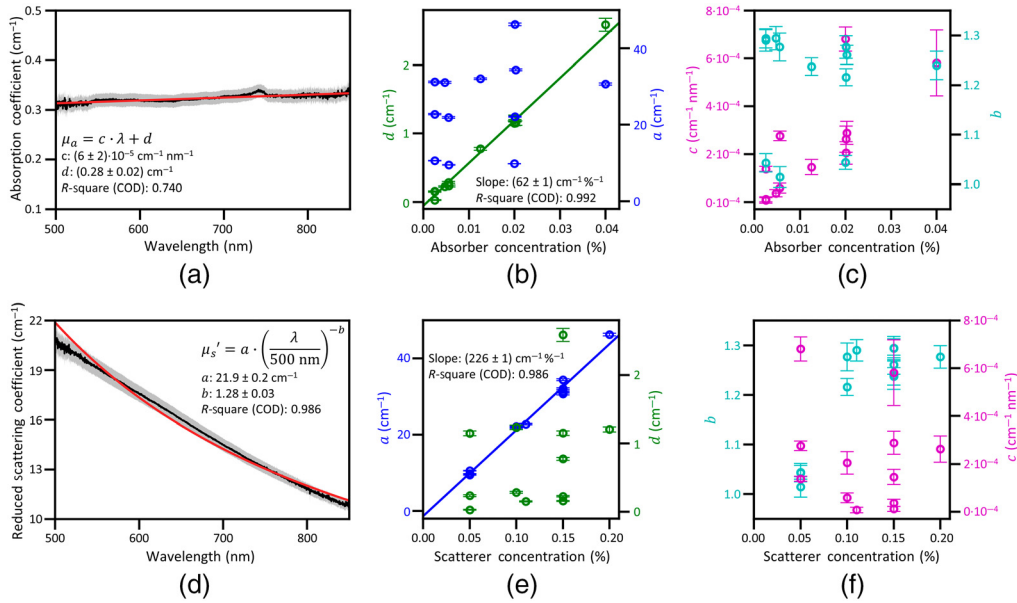 0.5
0.4
0.3
0.2
0.1
Absorption coefficient (cm⁻¹)
μₐ = c · λ + d
c: (6 ± 2)·10⁻⁵ cm⁻¹ nm⁻¹
d: (0.28 ± 0.02) cm⁻¹
R-square (COD): 0.740
500 600 700 800
Wavelength (nm)
(a)
2
1
0
d (cm⁻¹)
40
20
0
a (cm⁻¹)
Slope: (62 ± 1) cm⁻¹%⁻¹
R-square (COD): 0.992
0.00 0.01 0.02 0.03 0.04
Absorber concentration (%)
(b)
8·10⁻⁴
6·10⁻⁴
4·10⁻⁴
2·10⁻⁴
0·10⁻⁴
c (cm⁻¹ nm⁻¹)
1.3
1.2
1.1
1.0
b
0.00 0.01 0.02 0.03 0.04
Absorber concentration (%)
(c)
22
19
16
13
10
Reduced scattering coefficient (cm⁻¹)
μₛ′ = a · (λ / 500 nm)⁻ᵇ
a: 21.9 ± 0.2 cm⁻¹
b: 1.28 ± 0.03
R-square (COD): 0.986
500 600 700 800
Wavelength (nm)
(d)
40
20
0
a (cm⁻¹)
Slope: (226 ± 1) cm⁻¹%⁻¹
R-square (COD): 0.986
2
1
0
d (cm⁻¹)
0.00 0.05 0.10 0.15 0.20
Scatterer concentration (%)
(e)
1.3
1.2
1.1
1.0
b
8·10⁻⁴
6·10⁻⁴
4·10⁻⁴
2·10⁻⁴
0·10⁻⁴
c (cm⁻¹ nm⁻¹)
0.00 0.05 0.10 0.15 0.20
Scatterer concentration (%)
(f)